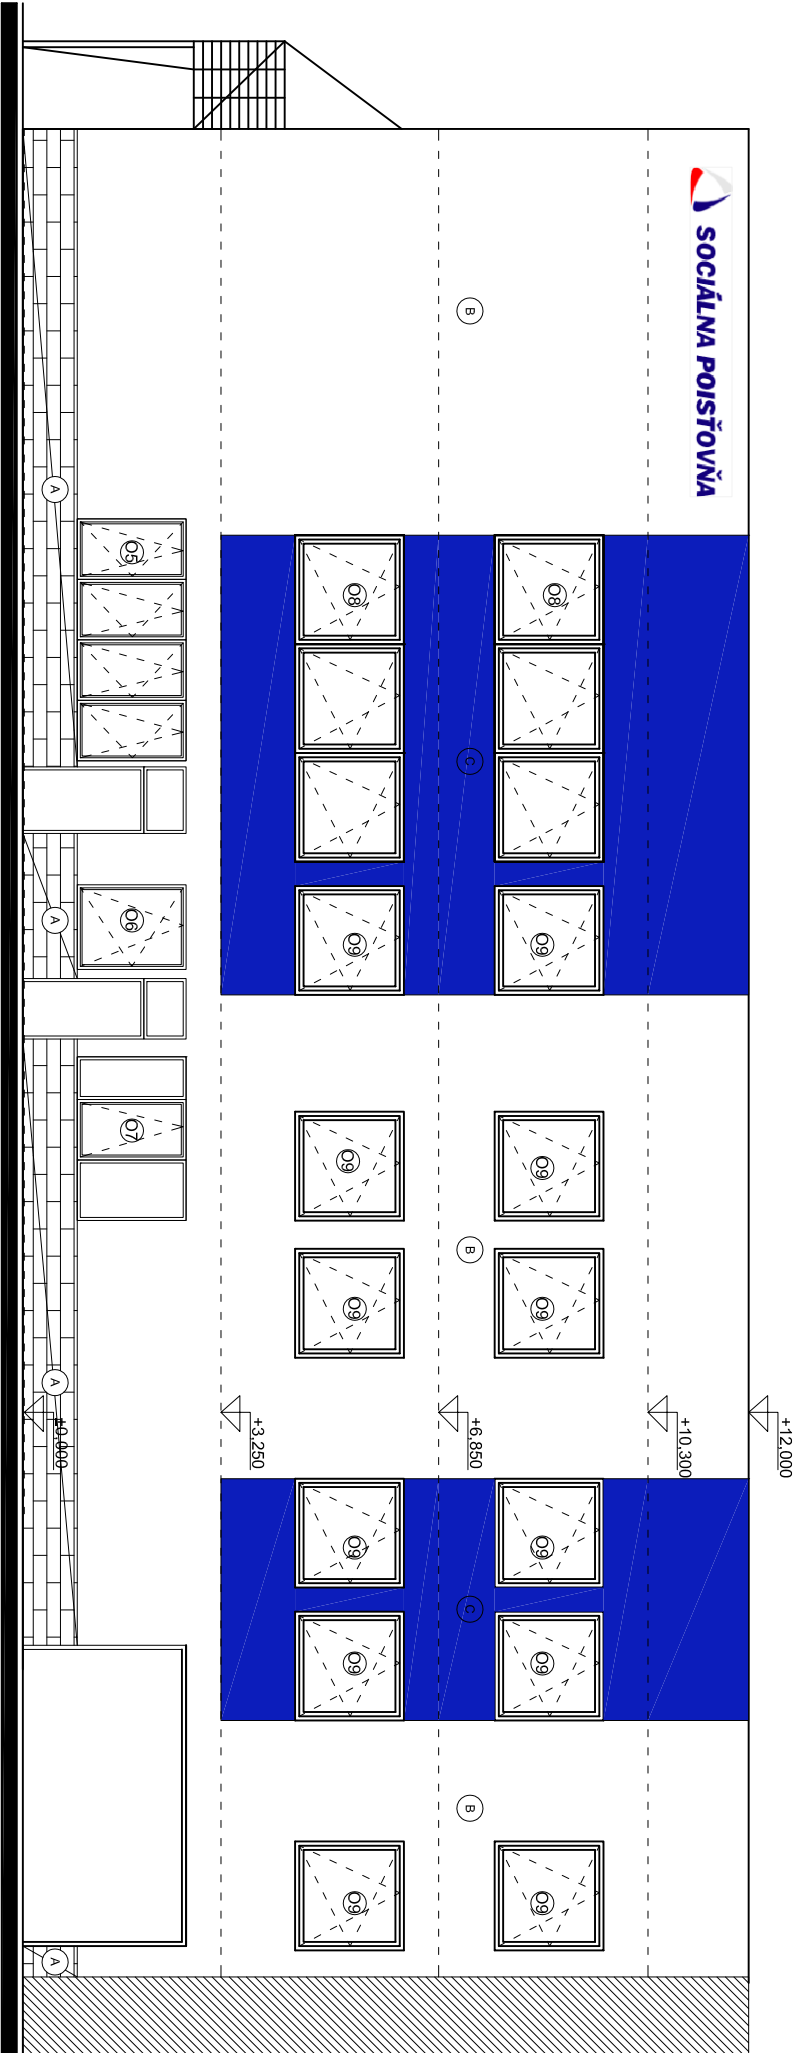 +12,000
SOCIÁLNA POISŤOVŇA
+10,300
O8
O9
O9
O9
O9
O9
O9
B
C
B
+6,850
C
B
O8
O9
O9
O9
O9
O9
O9
+3,250
O5
O6
O7
A
A
A
+0,000
A